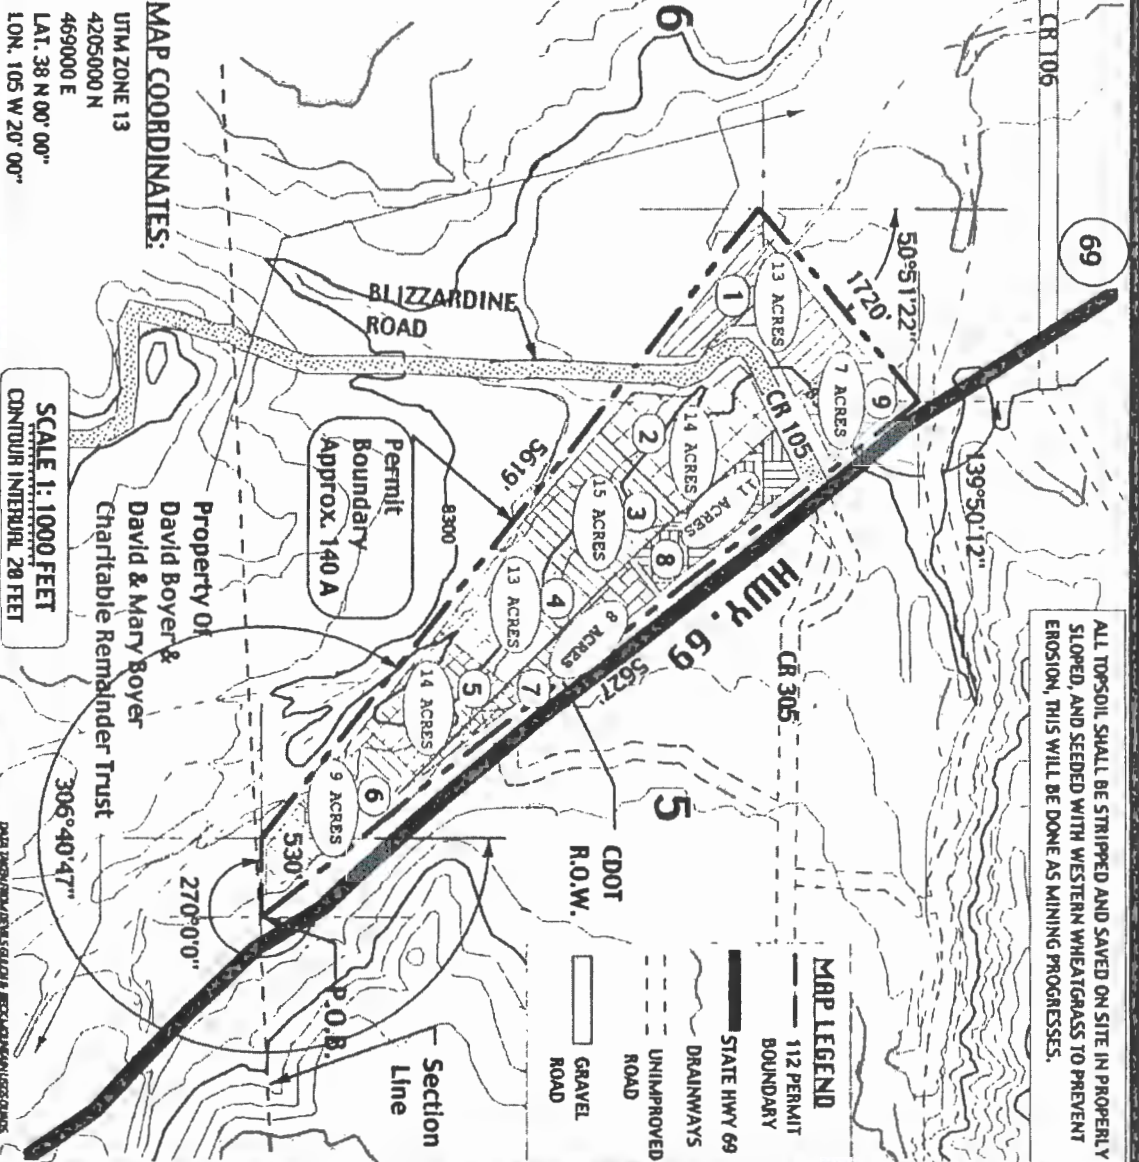 CR 106
69
ALL TOPSOIL SHALL BE STRIPPED AND SAVED ON SITE IN PROPERLY
SLOPED, AND SEEDED WITH WESTERN WHEATGRASS TO PREVENT
EROSION, THIS WILL BE DONE AS MINING PROGRESSES.
50°51'22"
1720'
139°50'12"
9
7 ACRES
13 ACRES
1
CR 105
HWY. 69
CR 305
5627'
14 ACRES
2
11 ACRES
15 ACRES
3
8
13 ACRES
4
8 ACRES
7
14 ACRES
5
9 ACRES
6
6
5
BLIZZARDINE
ROAD
5619'
8300
Permit
Boundary
Approx. 140 A
CDOT
R.O.W.
530'
270°0'0"
306°40'47"
P.O.B.
Section
Line
Property Of
David Boyer &
David & Mary Boyer
Charitable Remainder Trust
MAP LEGEND
112 PERMIT
BOUNDARY
STATE HWY 69
DRAINWAYS
UNIMPROVED
ROAD
GRAVEL
ROAD
MAP COORDINATES:
UTM ZONE 13
4205000 N
469000 E
LAT. 38 N 00' 00"
LON. 105 W 20' 00"
SCALE 1: 1000 FEET
CONTOUR INTERVAL 20 FEET